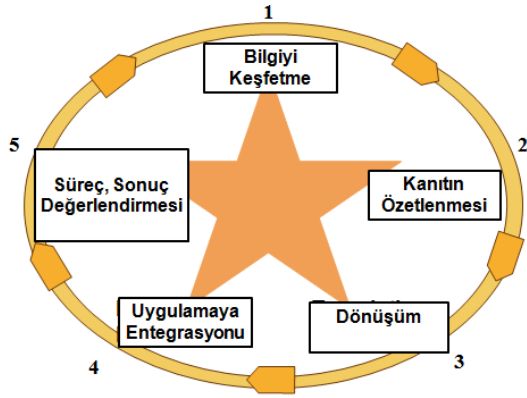 1
Bilgiyi
Keşfetme
2
Kanıtın
Özetlenmesi
3
Dönüşüm
4
Uygulamaya
Entegrasyonu
5
Süreç, Sonuç
Değerlendirmesi